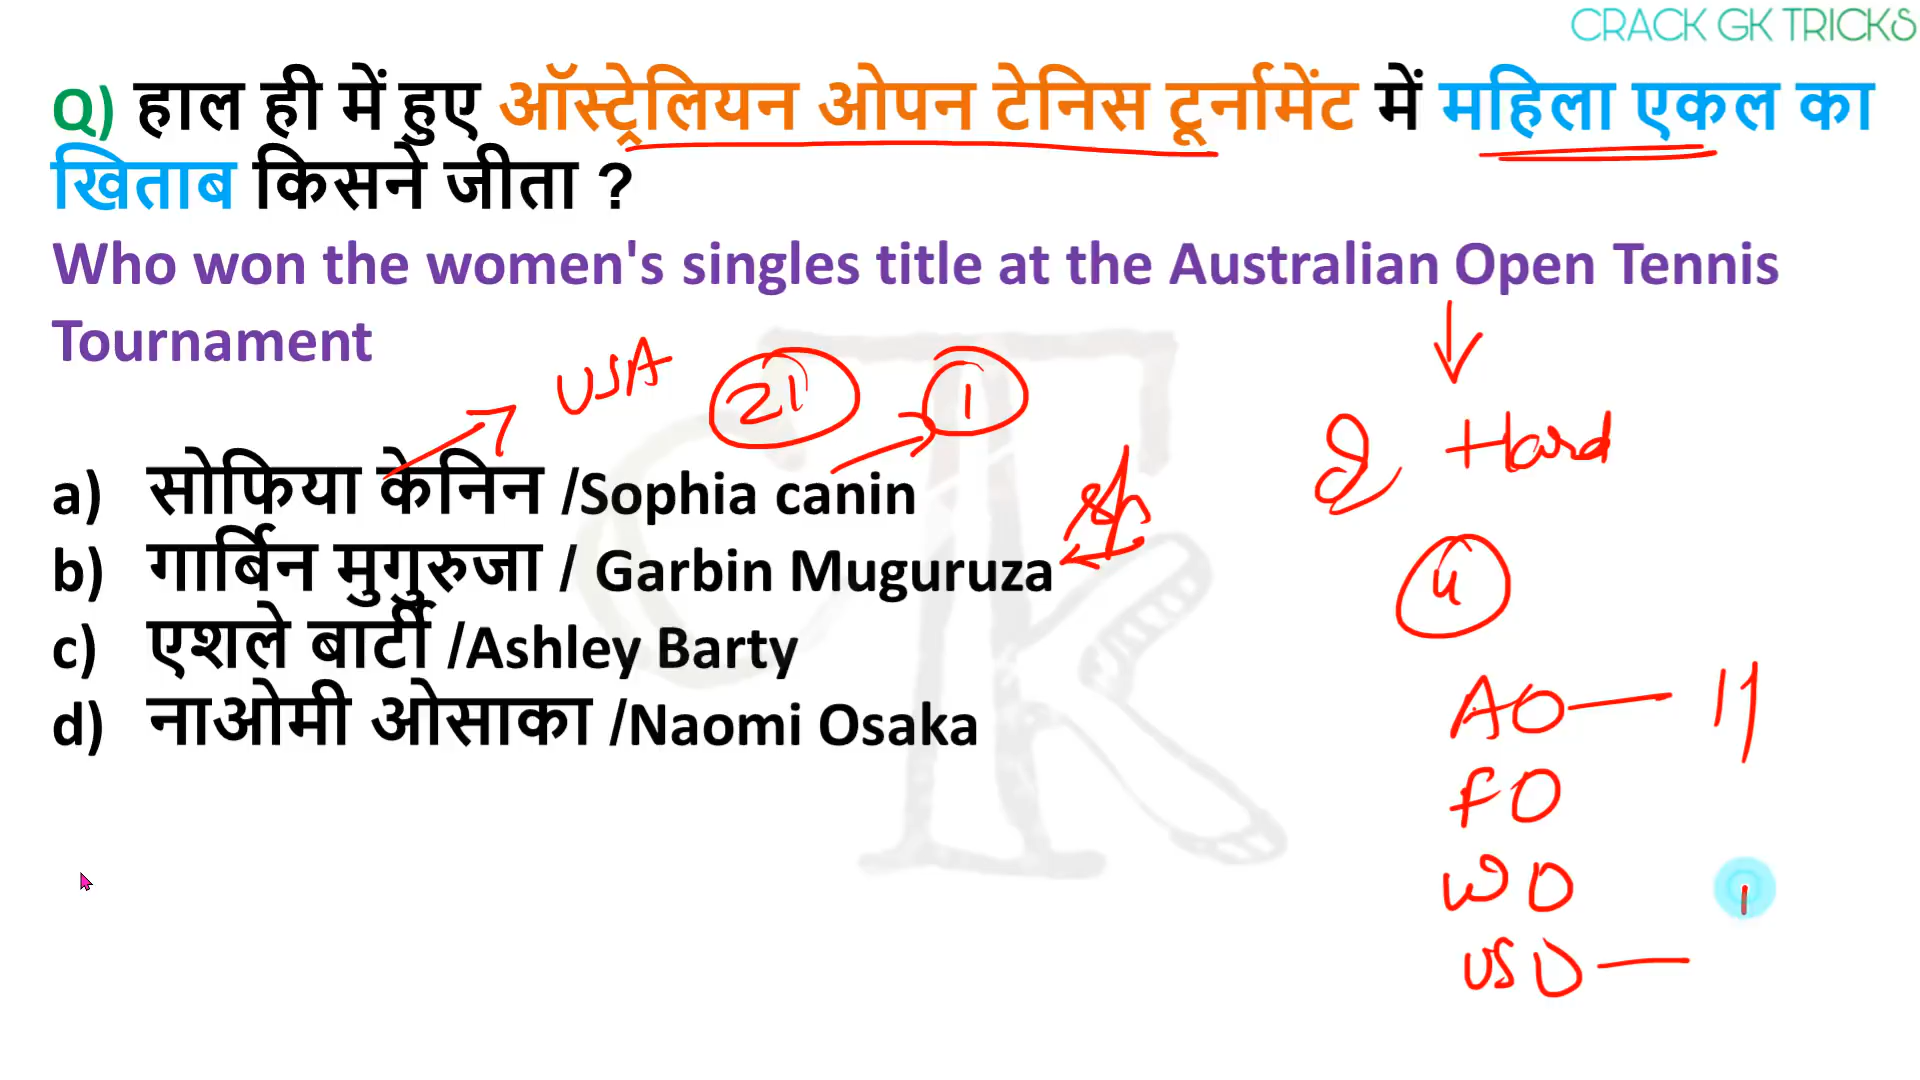 CRACK GK TRICKS
Q) हाल ही में हुए ऑस्ट्रेलियन ओपन टेनिस टूर्नामेंट में महिला एकल का
खिताब किसने जीता ?
Who won the women's singles title at the Australian Open Tennis
Tournament
USA 21 1
Hard
a) सोफिया केनिन /Sophia canin
b) गार्बिन मुगुरुजा / Garbin Muguruza
4
c) एशले बार्टी /Ashley Barty
d) नाओमी ओसाका /Naomi Osaka
AO —
FO
WO
USO —